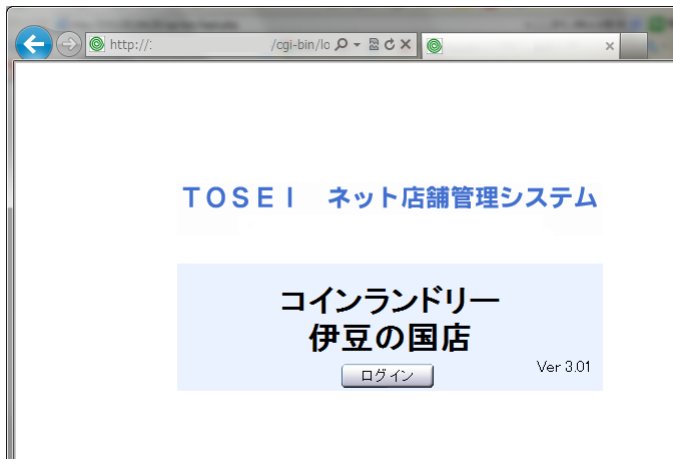 http://:
/cgi-bin/lc
ＴＯＳＥＩ　ネット店舗管理システム
コインランドリー
伊豆の国店
ログイン
Ver 3.01